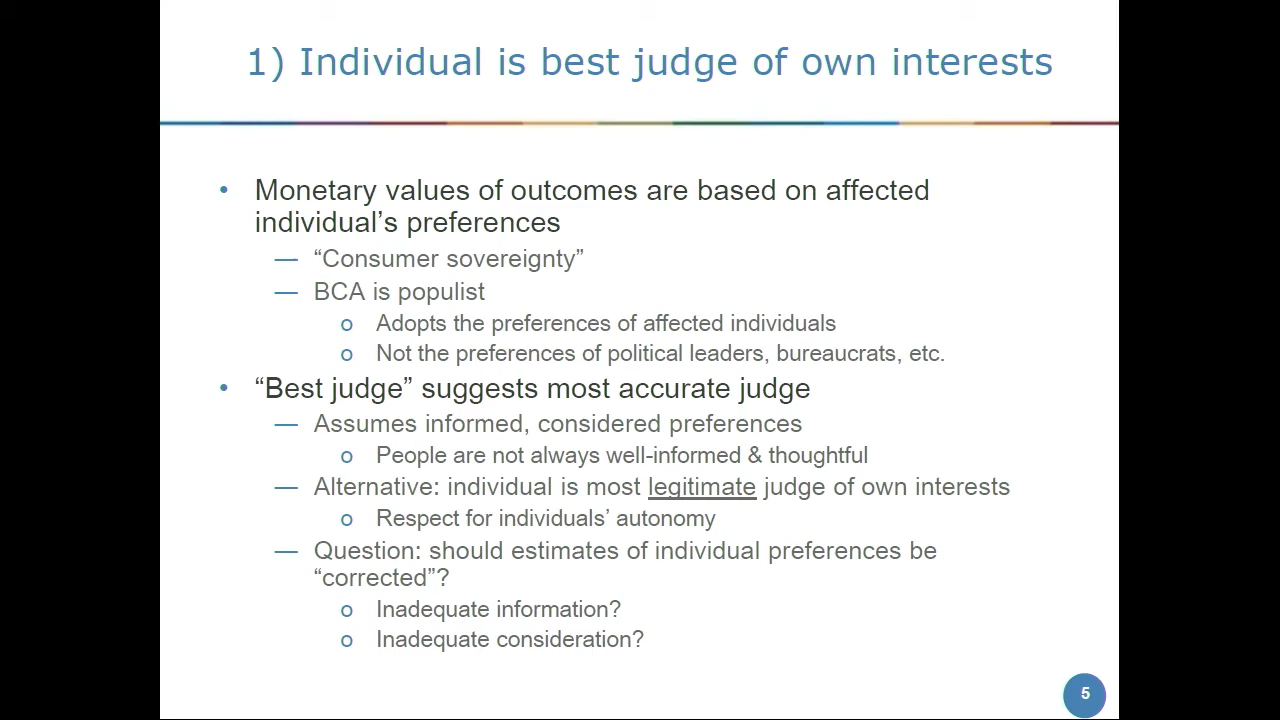 1) Individual is best judge of own interests
• Monetary values of outcomes are based on affected
individual’s preferences
— “Consumer sovereignty”
— BCA is populist
o Adopts the preferences of affected individuals
o Not the preferences of political leaders, bureaucrats, etc.
• “Best judge” suggests most accurate judge
— Assumes informed, considered preferences
o People are not always well-informed & thoughtful
— Alternative: individual is most legitimate judge of own interests
o Respect for individuals’ autonomy
— Question: should estimates of individual preferences be
“corrected”?
o Inadequate information?
o Inadequate consideration?
5